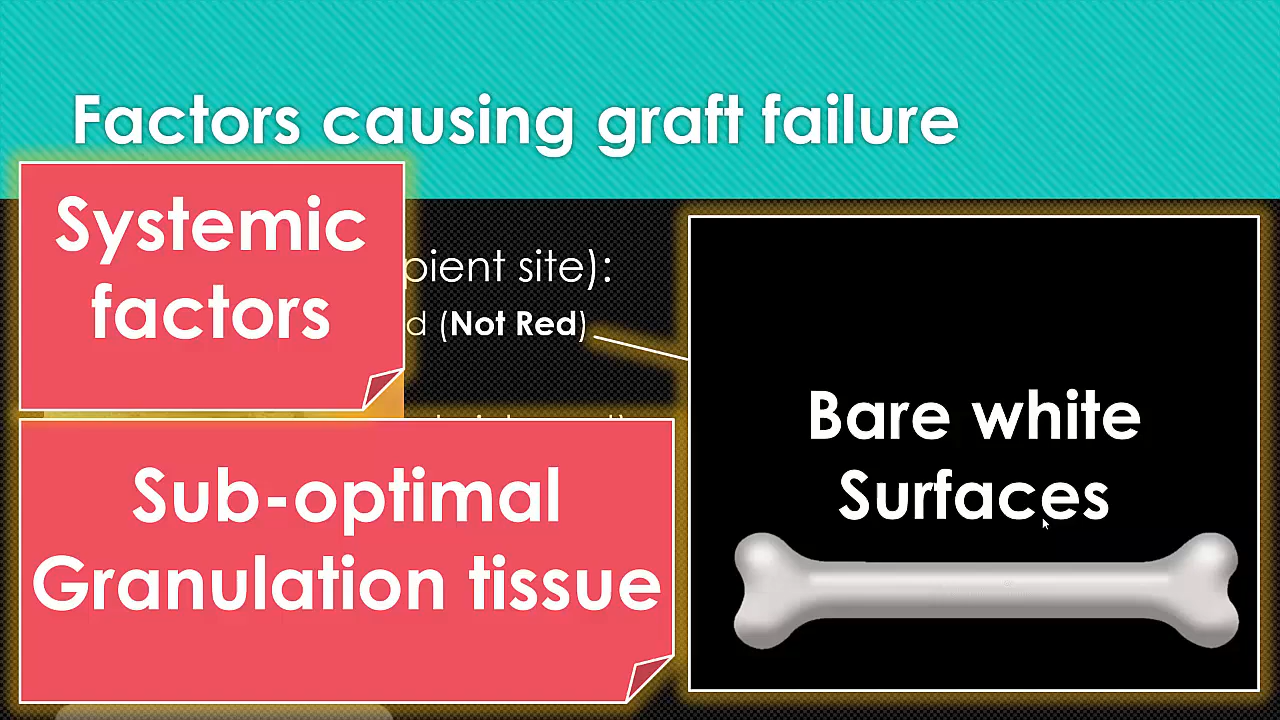 Factors causing graft failure
Systemic
factors
pient site):
d (Not Red)
Sub-optimal
Granulation tissue
Bare white
Surfaces